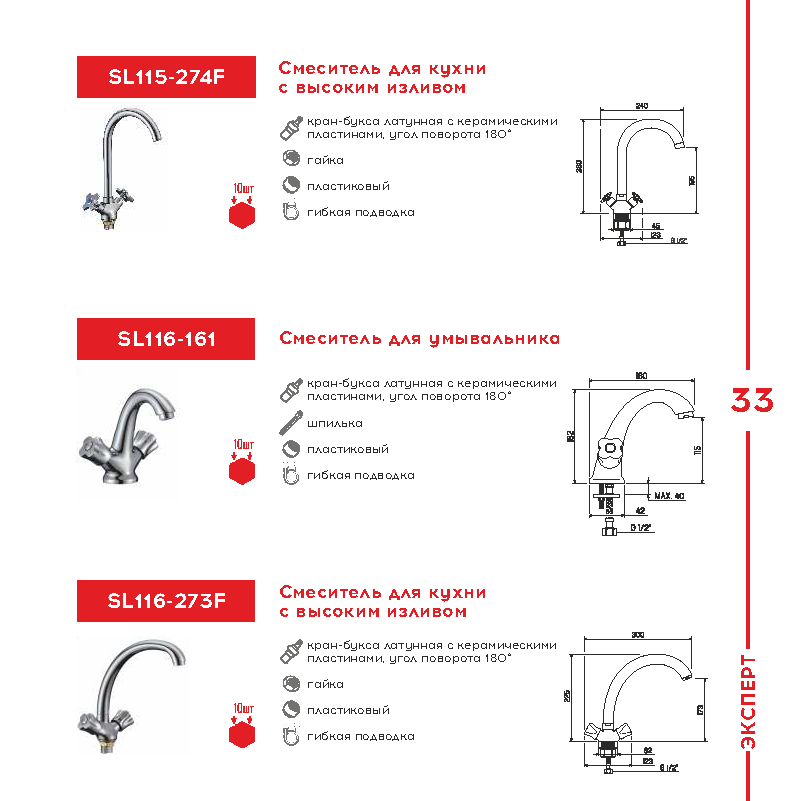 SL115-274F
Смеситель для кухни
с высоким изливом
кран-букса латунная с керамическими
пластинами, угол поворота 180°
гайка
пластиковый
гибкая подводка
10шт
240
280
195
45
123
G 1/2"
SL116-161
Смеситель для умывальника
кран-букса латунная с керамическими
пластинами, угол поворота 180°
шпилька
пластиковый
гибкая подводка
10шт
160
162
115
MAX. 40
42
G 1/2"
33
SL116-273F
Смеситель для кухни
с высоким изливом
кран-букса латунная с керамическими
пластинами, угол поворота 180°
гайка
пластиковый
гибкая подводка
10шт
300
225
173
62
123
G 1/2"
ЭКСПЕРТ